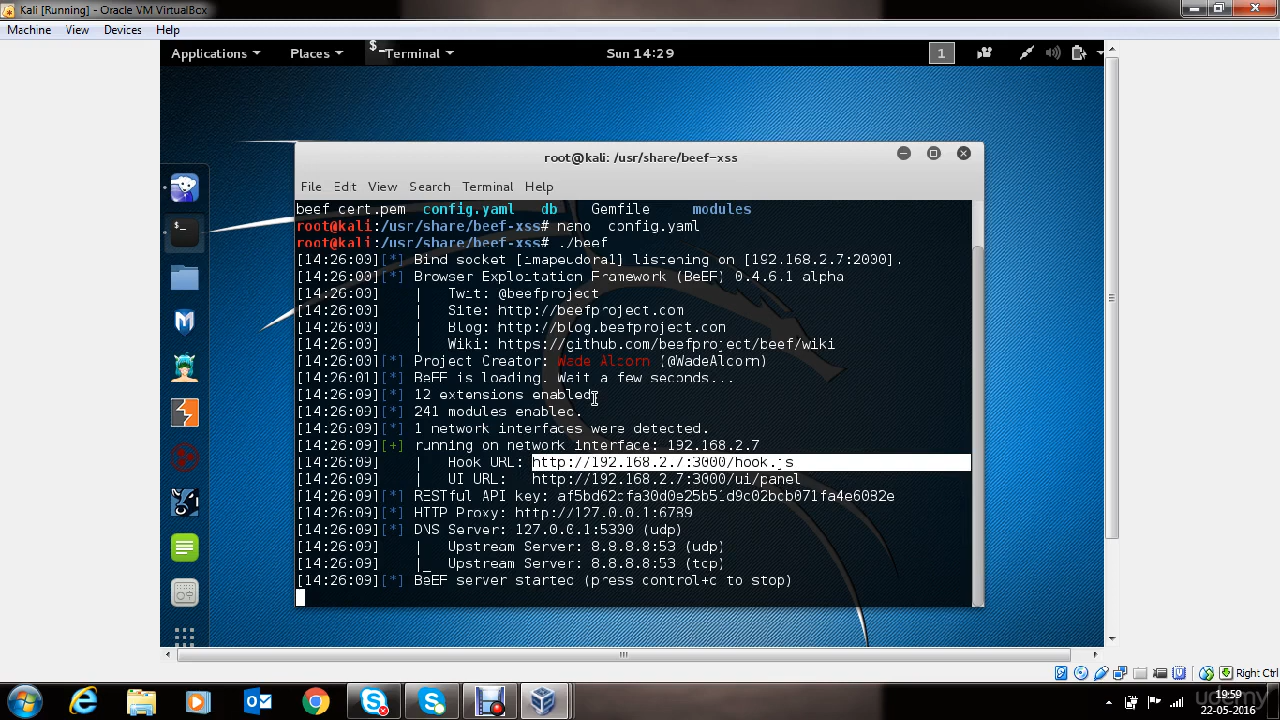 Kali [Running] - Oracle VM VirtualBox
Machine View Devices Help
Applications Places Terminal Sun 14:29 1
root@kali: /usr/share/beef-xss
File Edit View Search Terminal Help
beef_cert.pem config.yaml db Gemfile modules
root@kali:/usr/share/beef-xss# nano config.yaml
root@kali:/usr/share/beef-xss# ./beef
[14:26:00][*] Bind socket [imapeudora1] listening on [192.168.2.7:2000].
[14:26:00][*] Browser Exploitation Framework (BeEF) 0.4.6.1 alpha
[14:26:00] | Twit: @beefproject
[14:26:00] | Site: http://beefproject.com
[14:26:00] | Blog: http://blog.beefproject.com
[14:26:00] |_ Wiki: https://github.com/beefproject/beef/wiki
[14:26:00][*] Project Creator: Wade Alcorn (@WadeAlcorn)
[14:26:01][*] BeEF is loading. Wait a few seconds...
[14:26:09][*] 12 extensions enabled.
[14:26:09][*] 241 modules enabled.
[14:26:09][*] 1 network interfaces were detected.
[14:26:09][+] running on network interface: 192.168.2.7
[14:26:09] | Hook URL: http://192.168.2.7:3000/hook.js
[14:26:09] |_ UI URL: http://192.168.2.7:3000/ui/panel
[14:26:09][*] RESTful API key: af5bd62cfa30d0e25b51d9c02bcb071fa4e6082e
[14:26:09][*] HTTP Proxy: http://127.0.0.1:6789
[14:26:09][*] DNS Server: 127.0.0.1:5300 (udp)
[14:26:09] | Upstream Server: 8.8.8.8:53 (udp)
[14:26:09] |_ Upstream Server: 8.8.8.8:53 (tcp)
[14:26:09][*] BeEF server started (press control+c to stop)
Right Ctrl
19:59
udemy
22-05-2016